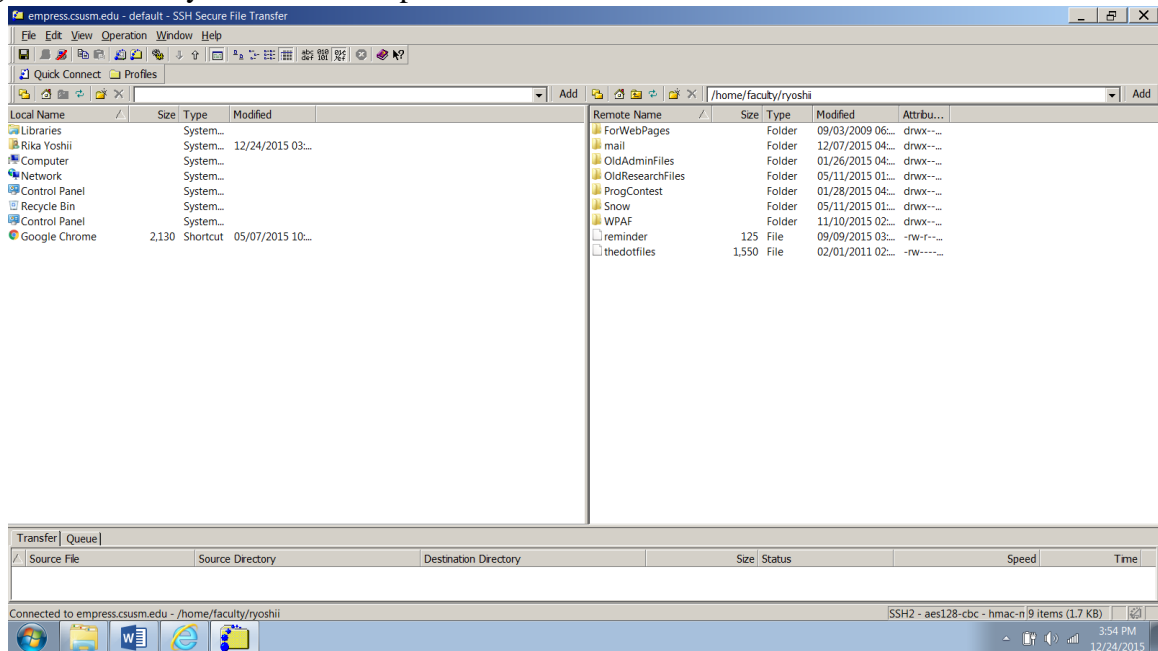 empress.csusm.edu - default - SSH Secure File Transfer
File Edit View Operation Window Help
Quick Connect Profiles
Add /home/faculty/ryoshii Add
Local Name Size Type Modified
Libraries System...
Rika Yoshii System... 12/24/2015 03:...
Computer System...
Network System...
Control Panel System...
Recycle Bin System...
Control Panel System...
Google Chrome 2,130 Shortcut 05/07/2015 10:...
Remote Name Size Type Modified Attribu...
ForWebPages Folder 09/03/2009 06:... drwx--...
mail Folder 12/07/2015 04:... drwx--...
OldAdminFiles Folder 01/26/2015 04:... drwx--...
OldResearchFiles Folder 05/11/2015 01:... drwx--...
ProgContest Folder 01/28/2015 04:... drwx--...
Snow Folder 05/11/2015 01:... drwx--...
WPAF Folder 11/10/2015 02:... drwx--...
reminder 125 File 09/09/2015 03:... -rw-r--...
thedotfiles 1,550 File 02/01/2011 02:... -rw----...
Transfer Queue
Source File Source Directory Destination Directory Size Status Speed Time
Connected to empress.csusm.edu - /home/faculty/ryoshii SSH2 - aes128-cbc - hmac-n 9 items (1.7 KB)
3:54 PM
12/24/2015